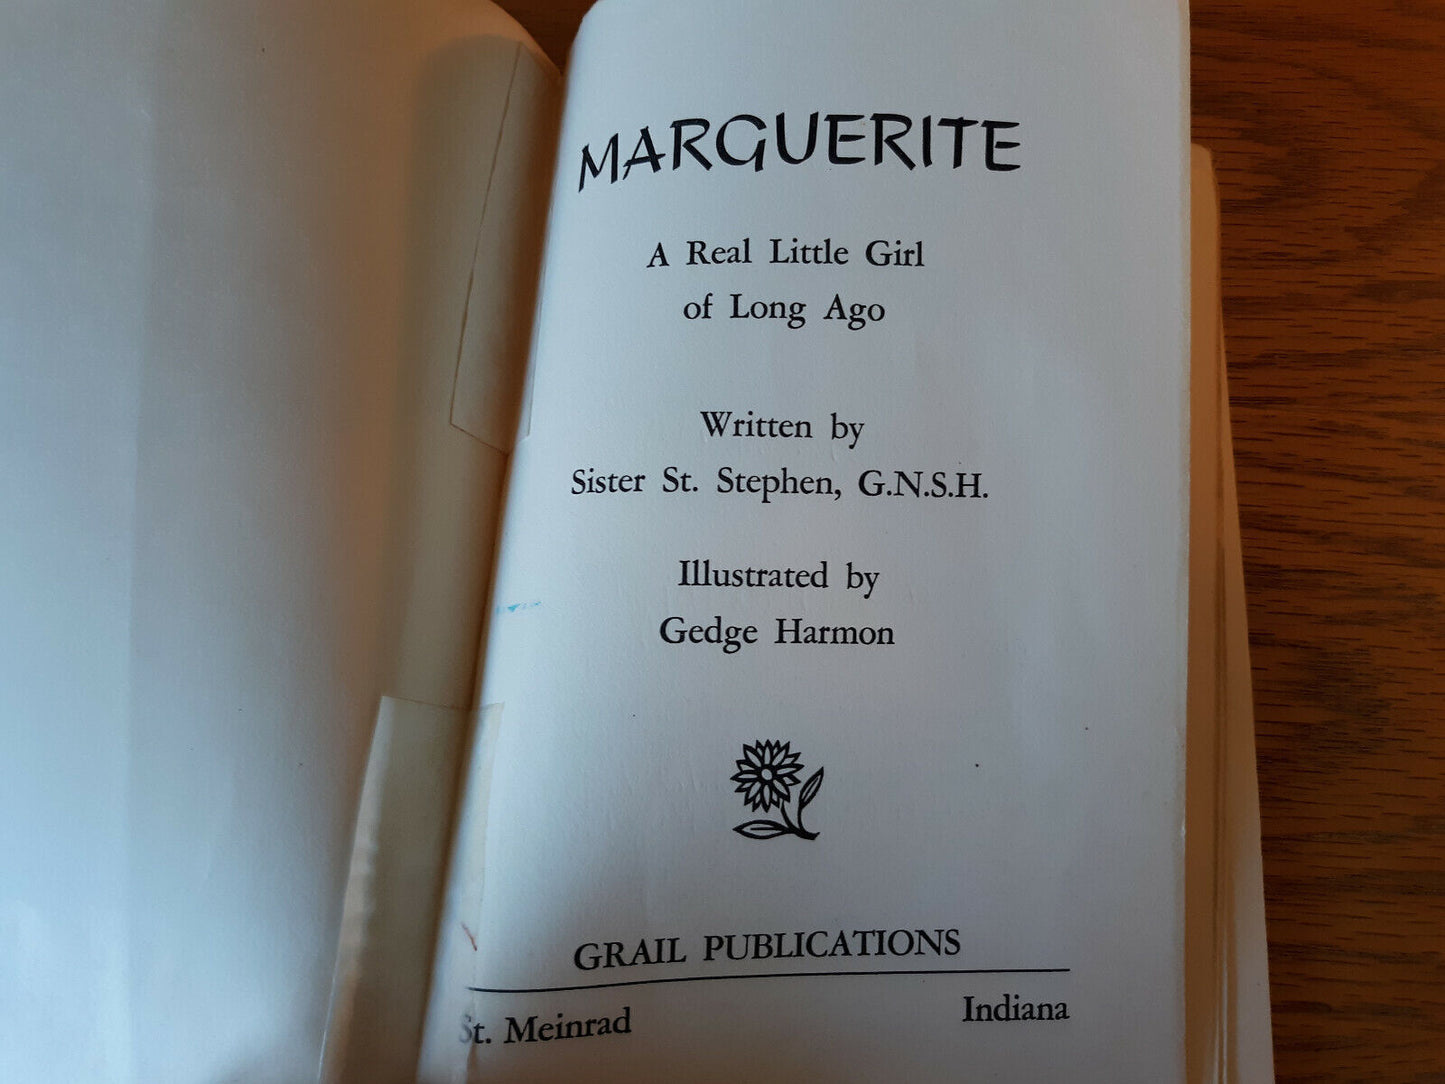 MARGUERITE
A Real Little Girl
of Long Ago
Written by
Sister St. Stephen, G.N.S.H.
Illustrated by
Gedge Harmon
GRAIL PUBLICATIONS
St. Meinrad Indiana